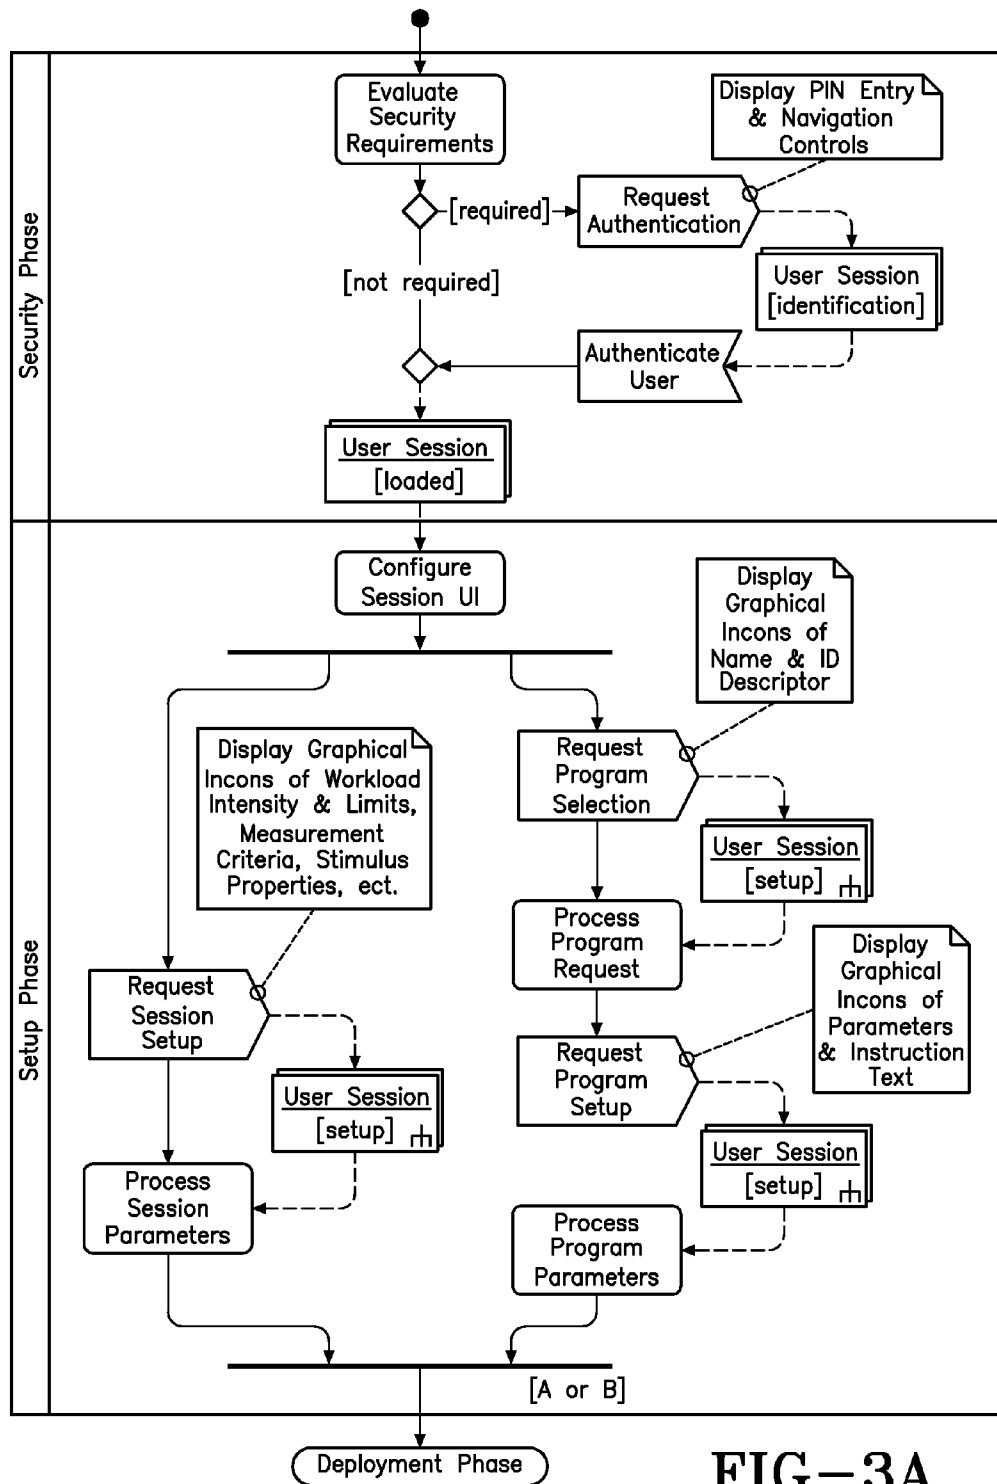 Security Phase
Evaluate
Security
Requirements
Display PIN Entry
& Navigation
Controls
[required]
Request
Authentication
[not required]
User Session
[identification]
Authenticate
User
User Session
[loaded]
Setup Phase
Configure
Session UI
Display
Graphical
Incons of
Name & ID
Descriptor
Display Graphical
Incons of Workload
Intensity & Limits,
Measurement
Criteria, Stimulus
Properties, ect.
Request
Program
Selection
User Session
[setup]
Process
Program
Request
Display
Graphical
Incons of
Parameters
& Instruction
Text
Request
Session
Setup
Request
Program
Setup
User Session
[setup]
User Session
[setup]
Process
Session
Parameters
Process
Program
Parameters
[A or B]
Deployment Phase
FIG-3A